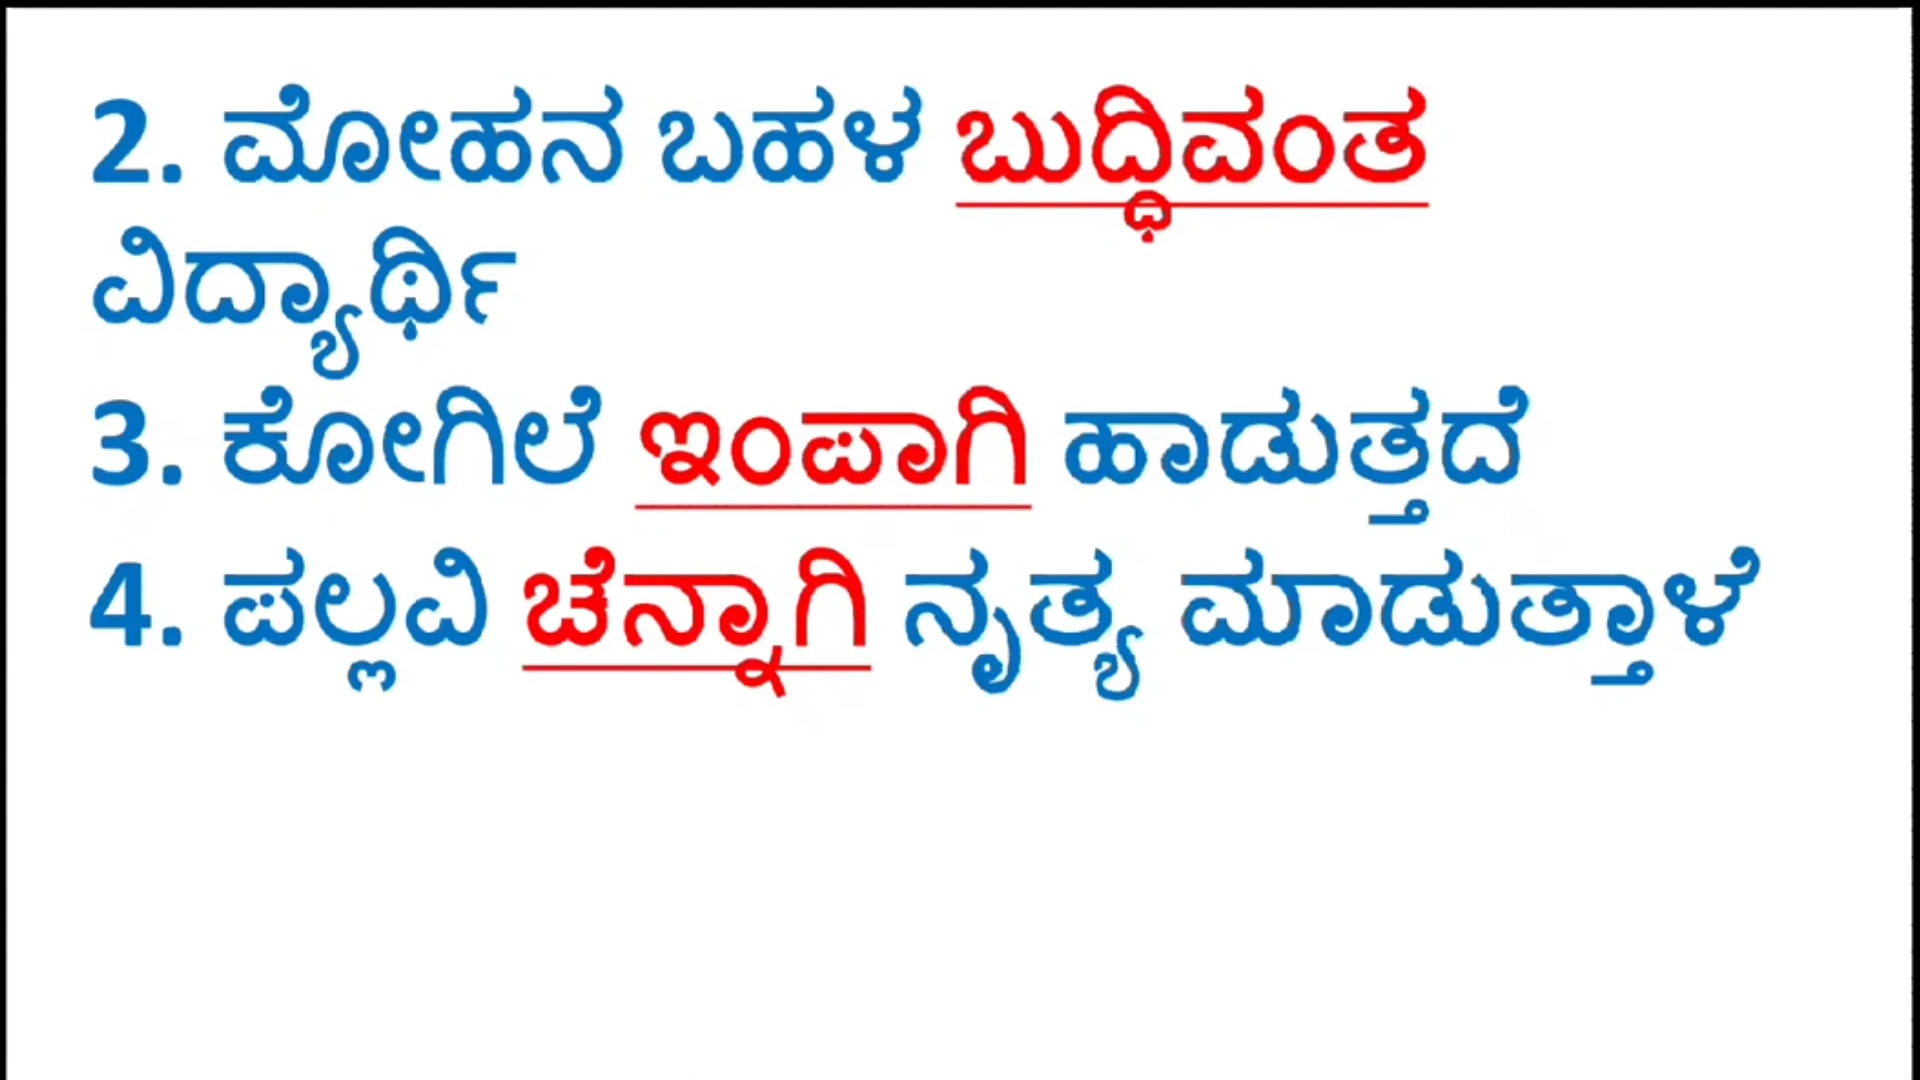 2. ಮೋಹನ ಬಹಳ ಬುದ್ಧಿವಂತ
ವಿದ್ಯಾರ್ಥಿ
3. ಕೋಗಿಲೆ ಇಂಪಾಗಿ ಹಾಡುತ್ತದೆ
4. ಪಲ್ಲವಿ ಚೆನ್ನಾಗಿ ನೃತ್ಯ ಮಾಡುತ್ತಾಳೆ